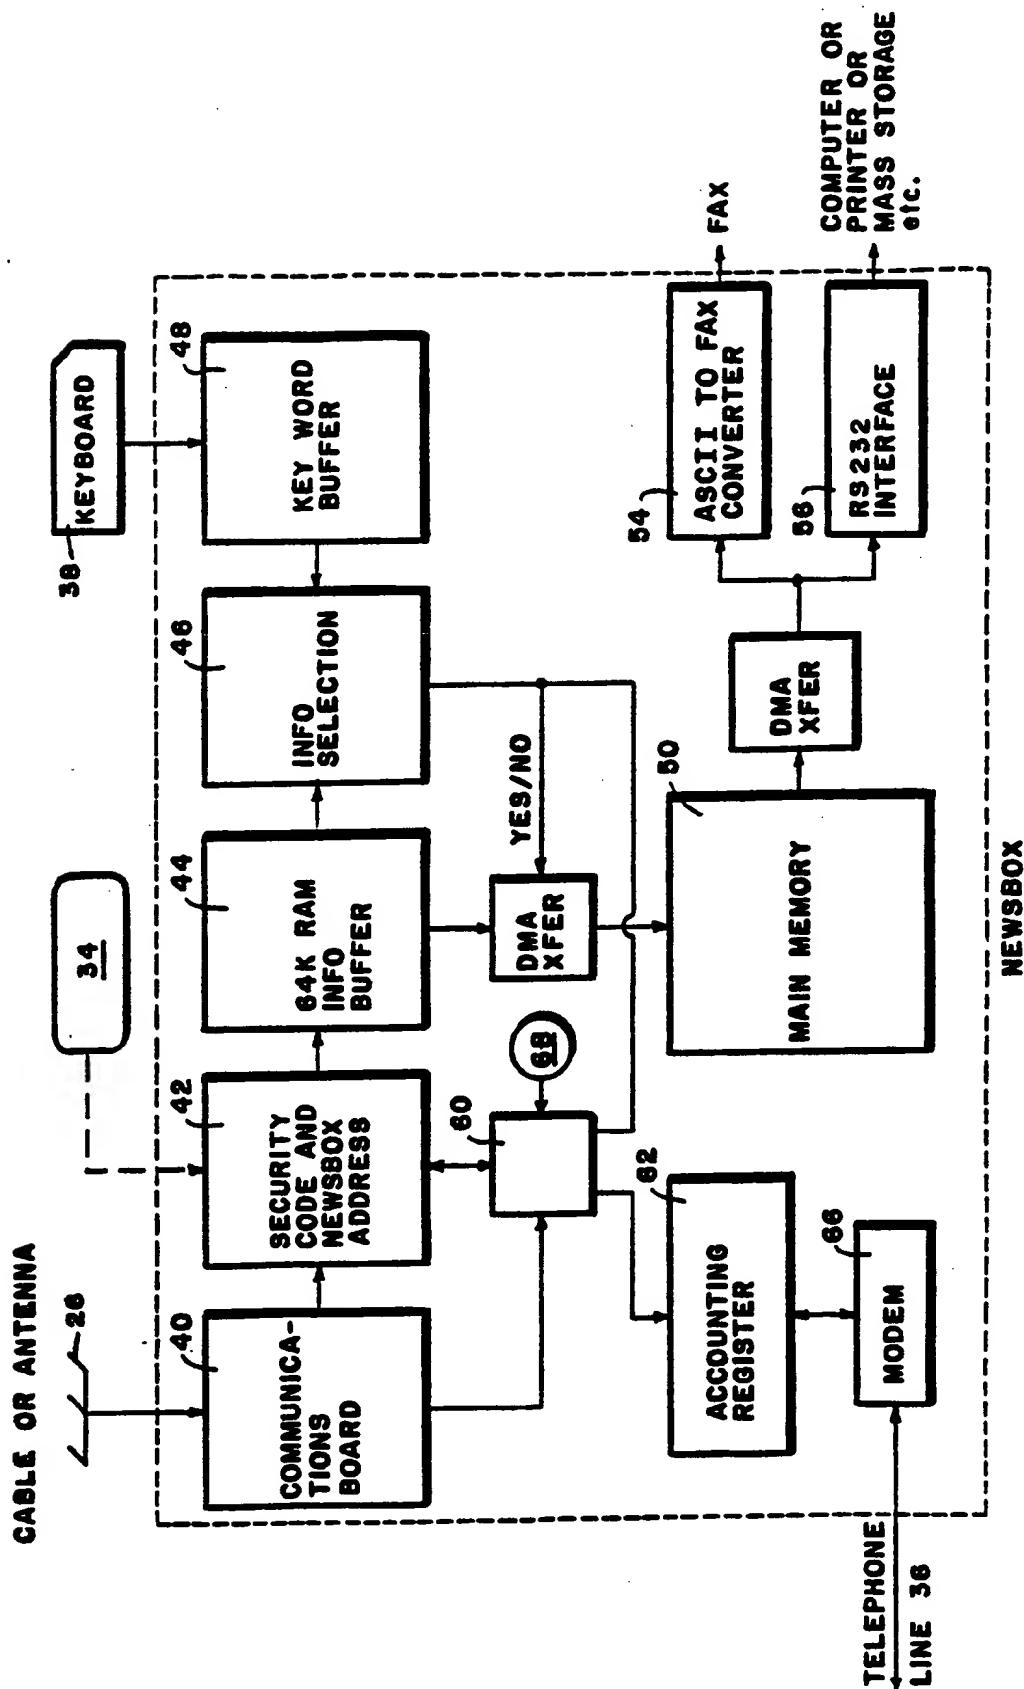 CABLE OR ANTENNA
26
34
38
KEYBOARD
40
COMMUNICA-
TIONS
BOARD
42
SECURITY
CODE AND
NEWSBOX
ADDRESS
44
64K RAM
INFO
BUFFER
46
INFO
SELECTION
48
KEY WORD
BUFFER
60
68
DMA
XFER
YES/NO
62
ACCOUNTING
REGISTER
50
MAIN MEMORY
DMA
XFER
54
ASCII TO FAX
CONVERTER
FAX
56
RS232
INTERFACE
COMPUTER OR
PRINTER OR
MASS STORAGE
etc.
66
MODEM
TELEPHONE
LINE 36
NEWSBOX